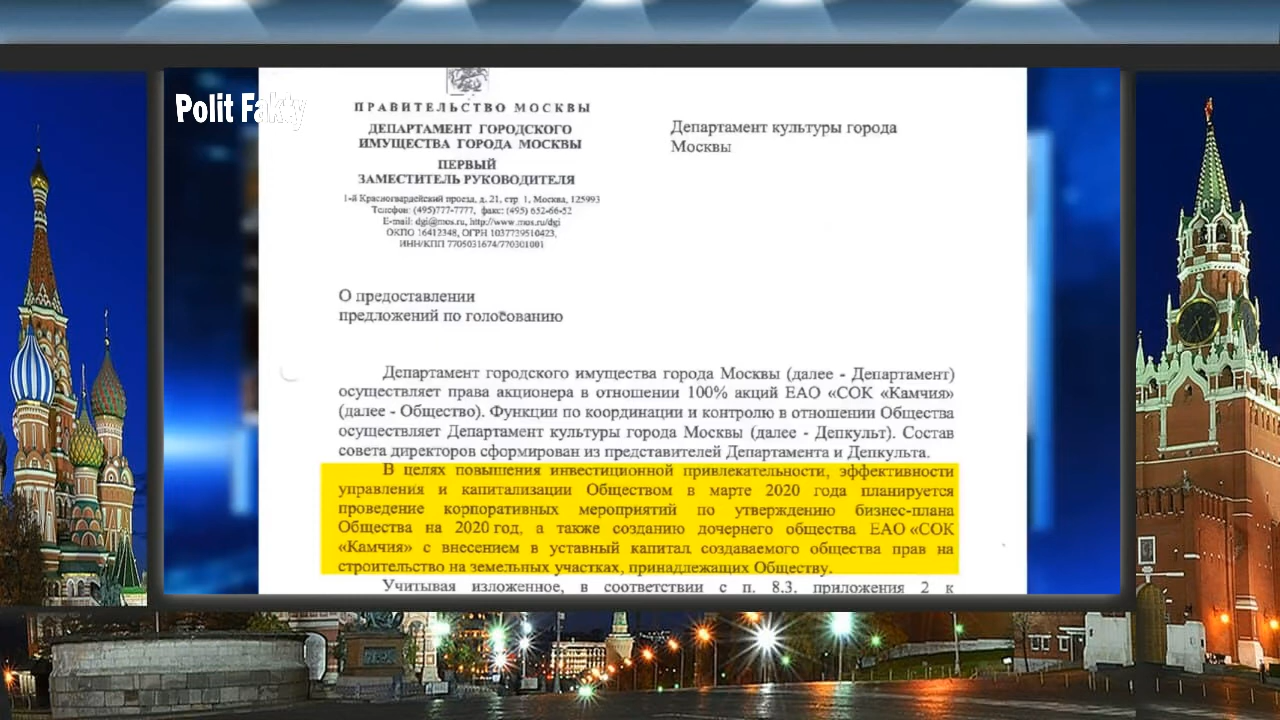 Polit Fakty
ПРАВИТЕЛЬСТВО МОСКВЫ
ДЕПАРТАМЕНТ ГОРОДСКОГО
ИМУЩЕСТВА ГОРОДА МОСКВЫ
ПЕРВЫЙ
ЗАМЕСТИТЕЛЬ РУКОВОДИТЕЛЯ
1-й Красногвардейский проезд, д. 21, стр. 1, Москва, 125993
Телефон: (495)777-7777, факс: (495) 652-66-52
E-mail: dgi@mos.ru, http://www.mos.ru/dgi
ОКПО 16412348, ОГРН 1037739510423,
ИНН/КПП 7705031674/770301001
Департамент культуры города
Москвы
О предоставлении
предложений по голосованию
Департамент городского имущества города Москвы (далее - Департамент)
осуществляет права акционера в отношении 100% акций ЕАО «СОК «Камчия»
(далее - Общество). Функции по координации и контролю в отношении Общества
осуществляет Департамент культуры города Москвы (далее - Депкульт). Состав
совета директоров сформирован из представителей Департамента и Депкульта.
В целях повышения инвестиционной привлекательности, эффективности
управления и капитализации Обществом в марте 2020 года планируется
проведение корпоративных мероприятий по утверждению бизнес-плана
Общества на 2020 год, а также созданию дочернего общества ЕАО «СОК
«Камчия» с внесением в уставный капитал создаваемого общества прав на
строительство на земельных участках, принадлежащих Обществу.
Учитывая изложенное, в соответствии с п. 8.3. приложения 2 к